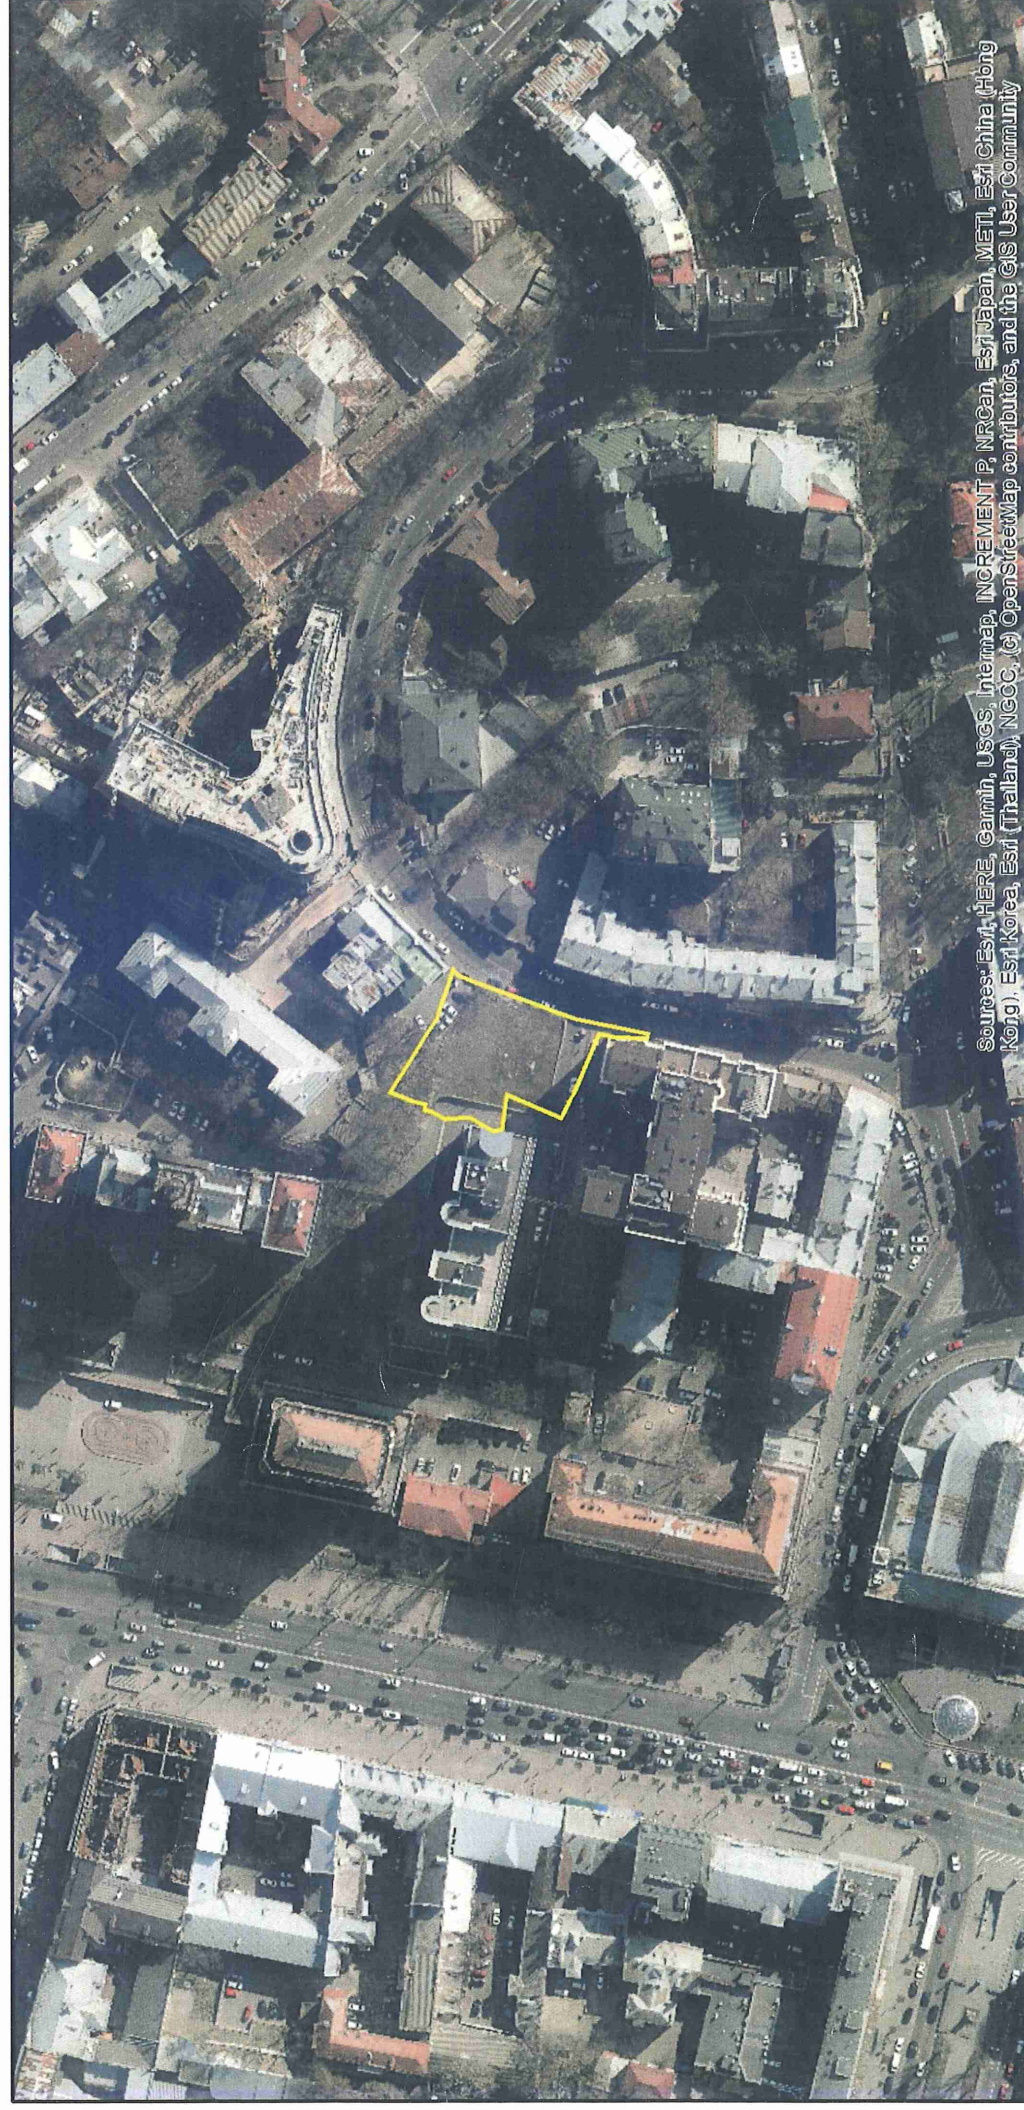 Sources: Esri, HERE, Garmin, USGS, Intermap, INCREMENT P, NRCan, Esri Japan, METI, Esri China (Hong
Kong), Esri Korea, Esri (Thailand), NGCC, (c) OpenStreetMap contributors, and the GIS User Community